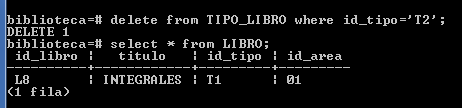 biblioteca=# delete from TIPO_LIBRO where id_tipo='T2';
DELETE 1
biblioteca=# select * from LIBRO;
id_libro ¦ titulo ¦ id_tipo ¦ id_area
----------+------------+---------+---------
L8 ¦ INTEGRALES ¦ T1 ¦ 01
(1 fila)